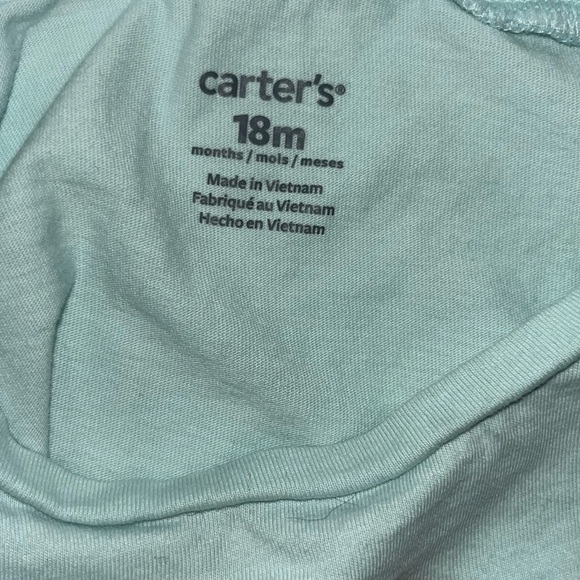 carter's®
18m
months / mois / meses
Made in Vietnam
Fabriqué au Vietnam
Hecho en Vietnam